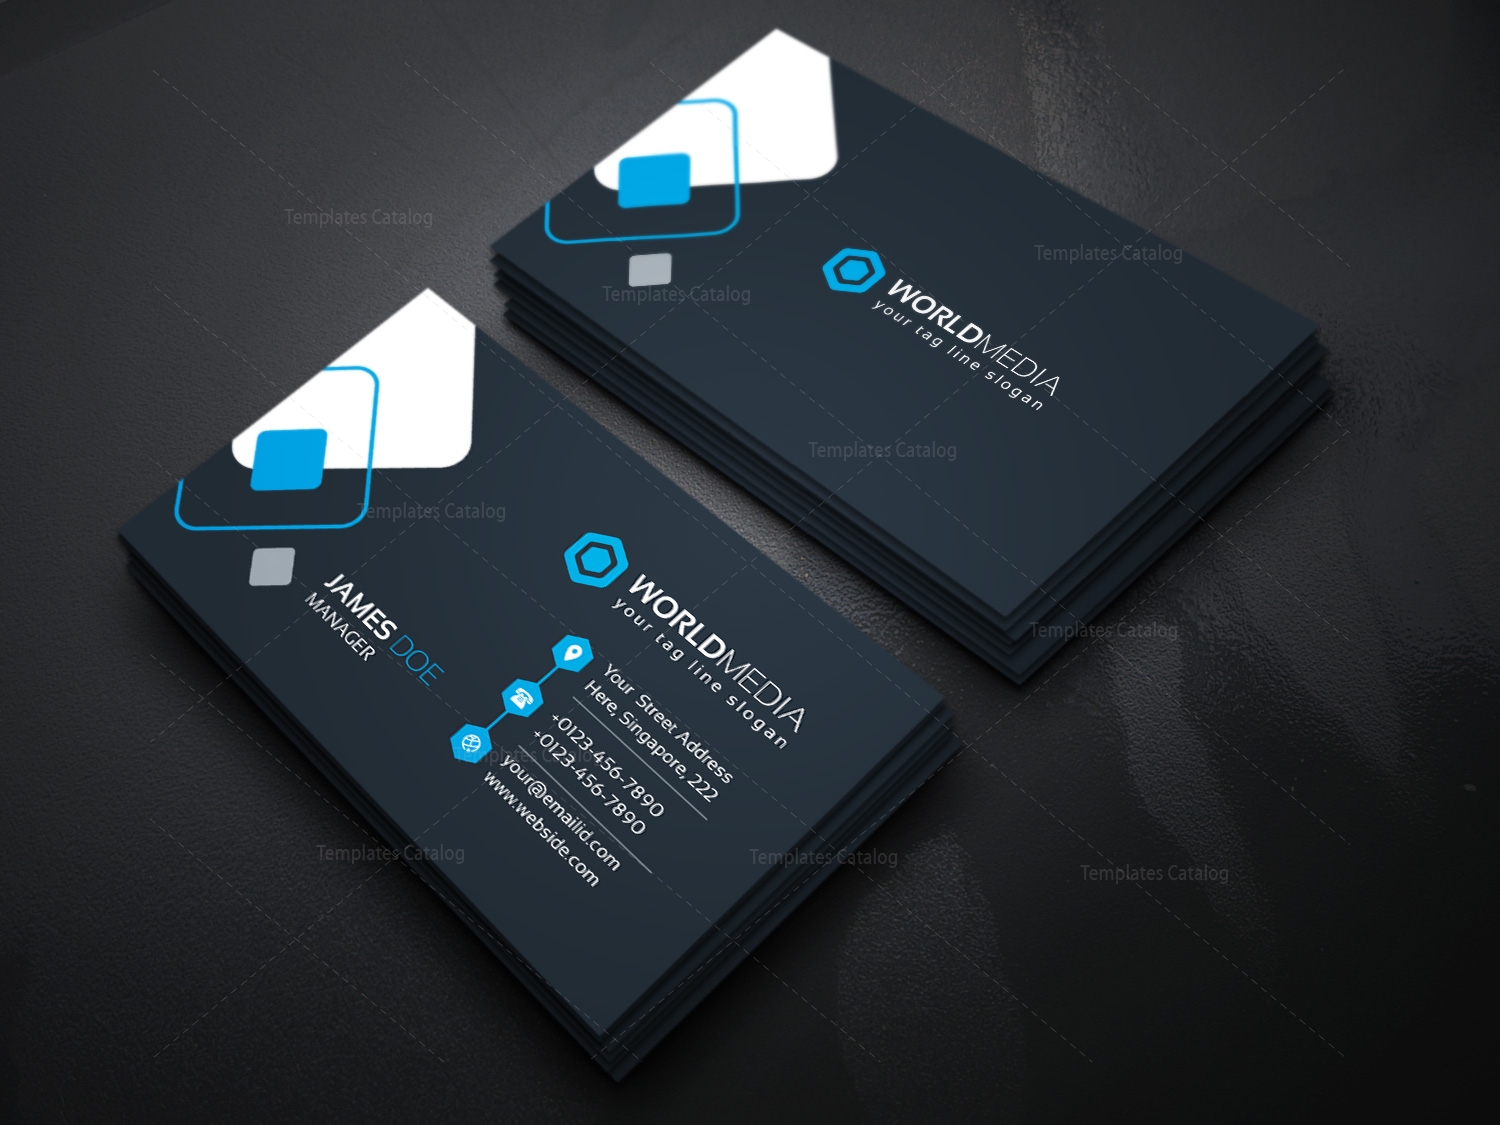 WORLDMEDIA
your tag line slogan
JAMES DOE
MANAGER
WORLDMEDIA
your tag line slogan
Your Street Address
Here, Singapore, 222
+0123-456-7890
+0123-456-7890
your@emailid.com
www.webside.com
Templates Catalog
Templates Catalog
Templates Catalog
Templates Catalog
Templates Catalog
Templates Catalog
Templates Catalog
Templates Catalog
Templates Catalog
Templates Catalog